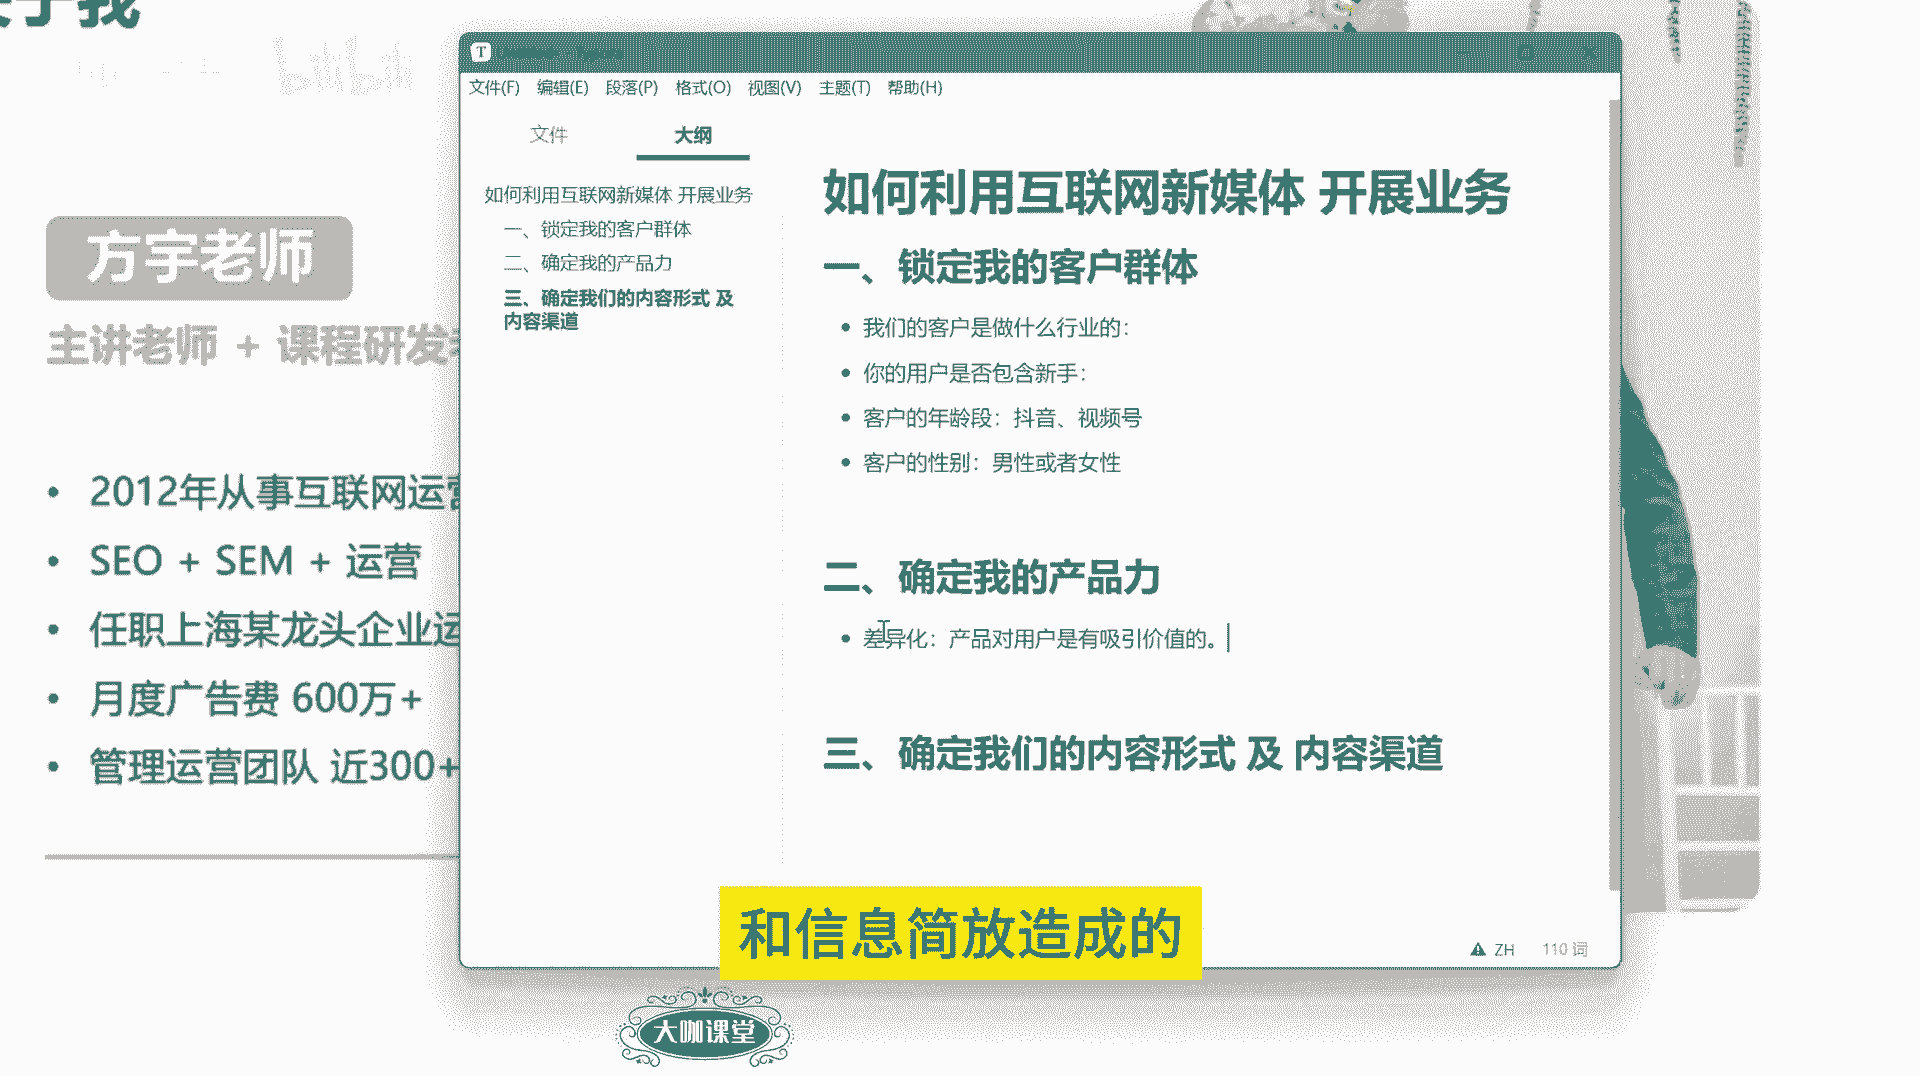 bilibili
方宇老师
主讲老师 + 课程研发
2012年从事互联网运营
SEO + SEM + 运营
任职上海某龙头企业运
月度广告费 600万+
管理运营团队 近300+
T
文件(F) 编辑(E) 段落(P) 格式(O) 视图(V) 主题(T) 帮助(H)
文件 大纲
如何利用互联网新媒体 开展业务
一、锁定我的客户群体
二、确定我的产品力
三、确定我们的内容形式 及
内容渠道
如何利用互联网新媒体 开展业务
一、锁定我的客户群体
我们的客户是做什么行业的:
你的用户是否包含新手:
客户的年龄段：抖音、视频号
客户的性别：男性或者女性
二、确定我的产品力
差异化：产品对用户是有吸引价值的。
三、确定我们的内容形式 及 内容渠道
和信息简放造成的
ZH 110 词
大咖课堂